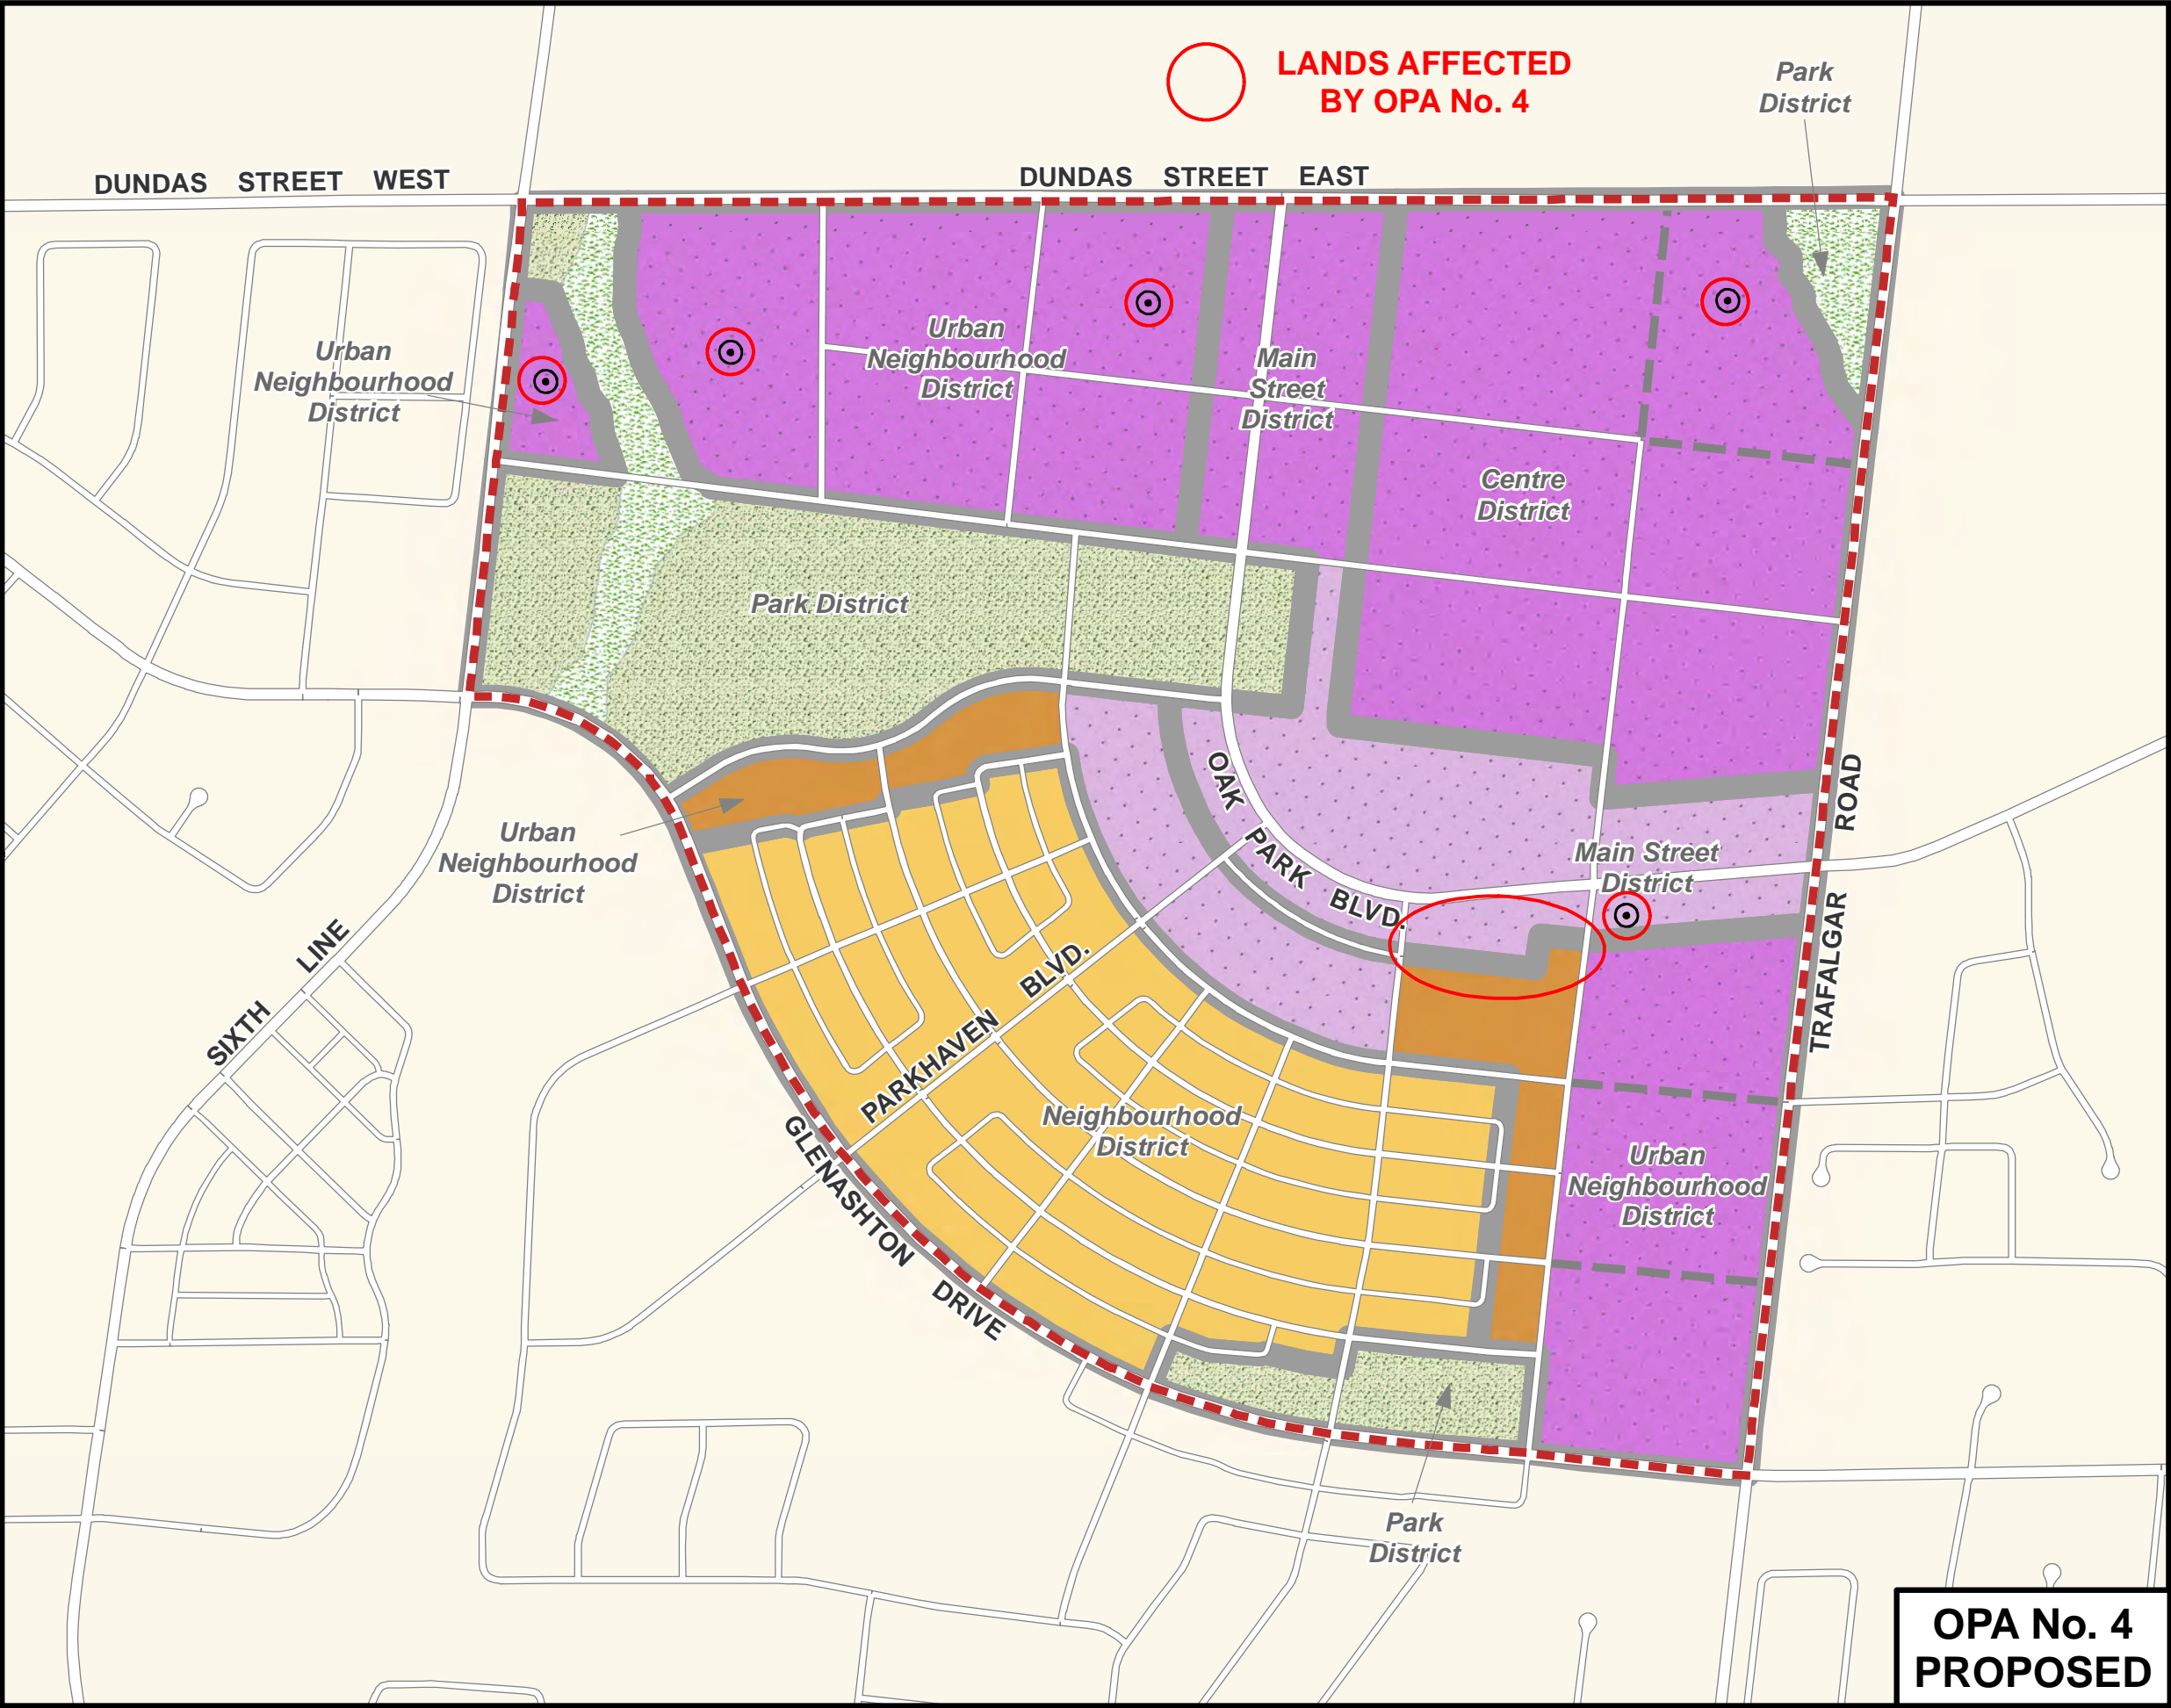 LANDS AFFECTED
BY OPA No. 4
Park
District
DUNDAS STREET WEST
DUNDAS STREET EAST
Urban
Neighbourhood
District
Urban
Neighbourhood
District
Main
Street
District
Centre
District
Park District
OAK PARK BLVD.
ROAD
TRAFALGAR
Urban
Neighbourhood
District
Main Street
District
SIXTH LINE
PARKHAVEN BLVD.
Neighbourhood
District
Urban
Neighbourhood
District
GLENASHTON DRIVE
Park
District
OPA No. 4
PROPOSED